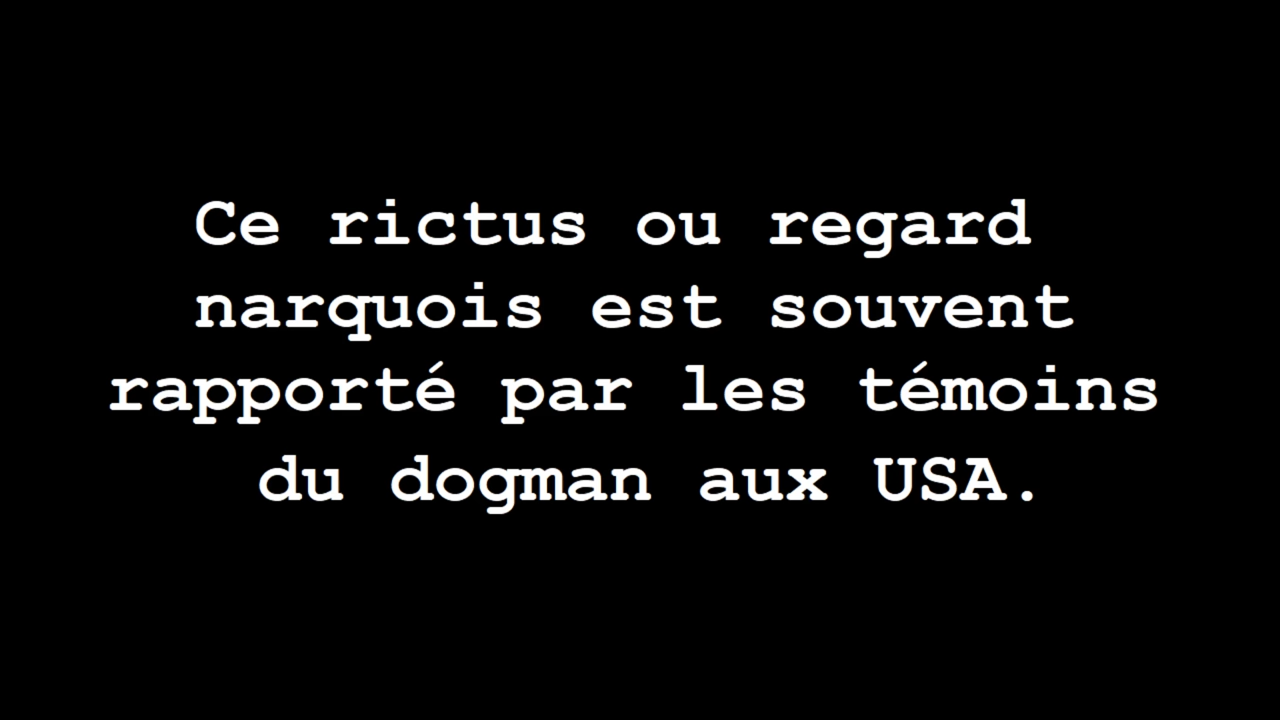 Ce rictus ou regard
narquois est souvent
rapporté par les témoins
du dogman aux USA.